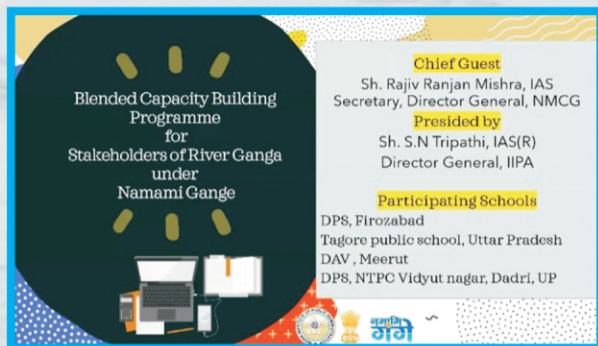 Blended Capacity Building
Programme
for
Stakeholders of River Ganga
under
Namami Gange
Chief Guest
Sh. Rajiv Ranjan Mishra, IAS
Secretary, Director General, NMCG
Presided by
Sh. S.N Tripathi, IAS(R)
Director General, IIPA
Participating Schools
DPS, Firozabad
Tagore public school, Uttar Pradesh
DAV , Meerut
DPS, NTPC Vidyut nagar, Dadri, UP
नमामि
गंगे